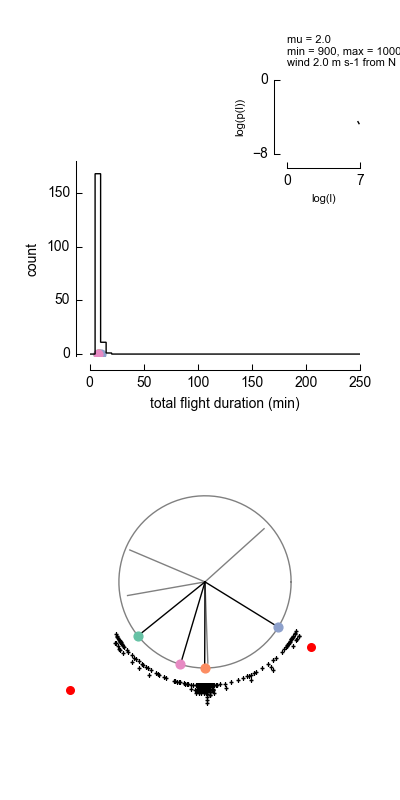 mu = 2.0
min = 900, max = 1000
wind 2.0 m s-1 from N
0
log(p(l))
−8
0 7
log(l)
150
100
50
0
count
0 50 100 150 200 250
total flight duration (min)